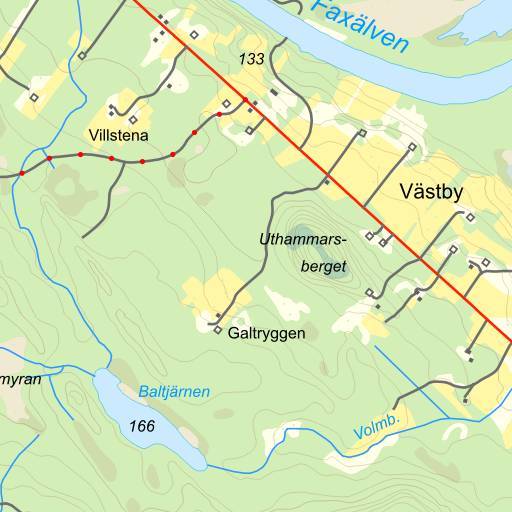 Faxälven
133
Villstena
Västby
Uthammars-
berget
Galtryggen
myran
Baltjärnen
166
Volmb.